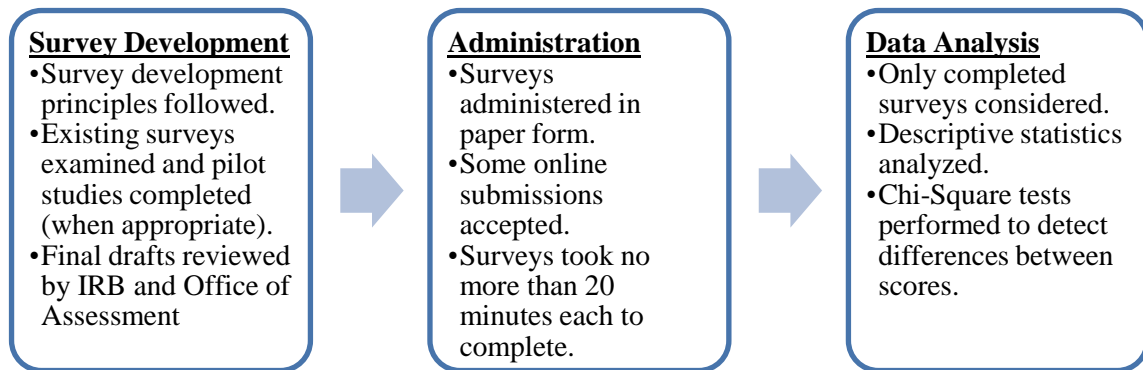 Survey Development
•Survey development
principles followed.
•Existing surveys
examined and pilot
studies completed
(when appropriate).
•Final drafts reviewed
by IRB and Office of
Assessment
Administration
•Surveys
administered in
paper form.
•Some online
submissions
accepted.
•Surveys took no
more than 20
minutes each to
complete.
Data Analysis
•Only completed
surveys considered.
•Descriptive statistics
analyzed.
•Chi-Square tests
performed to detect
differences between
scores.